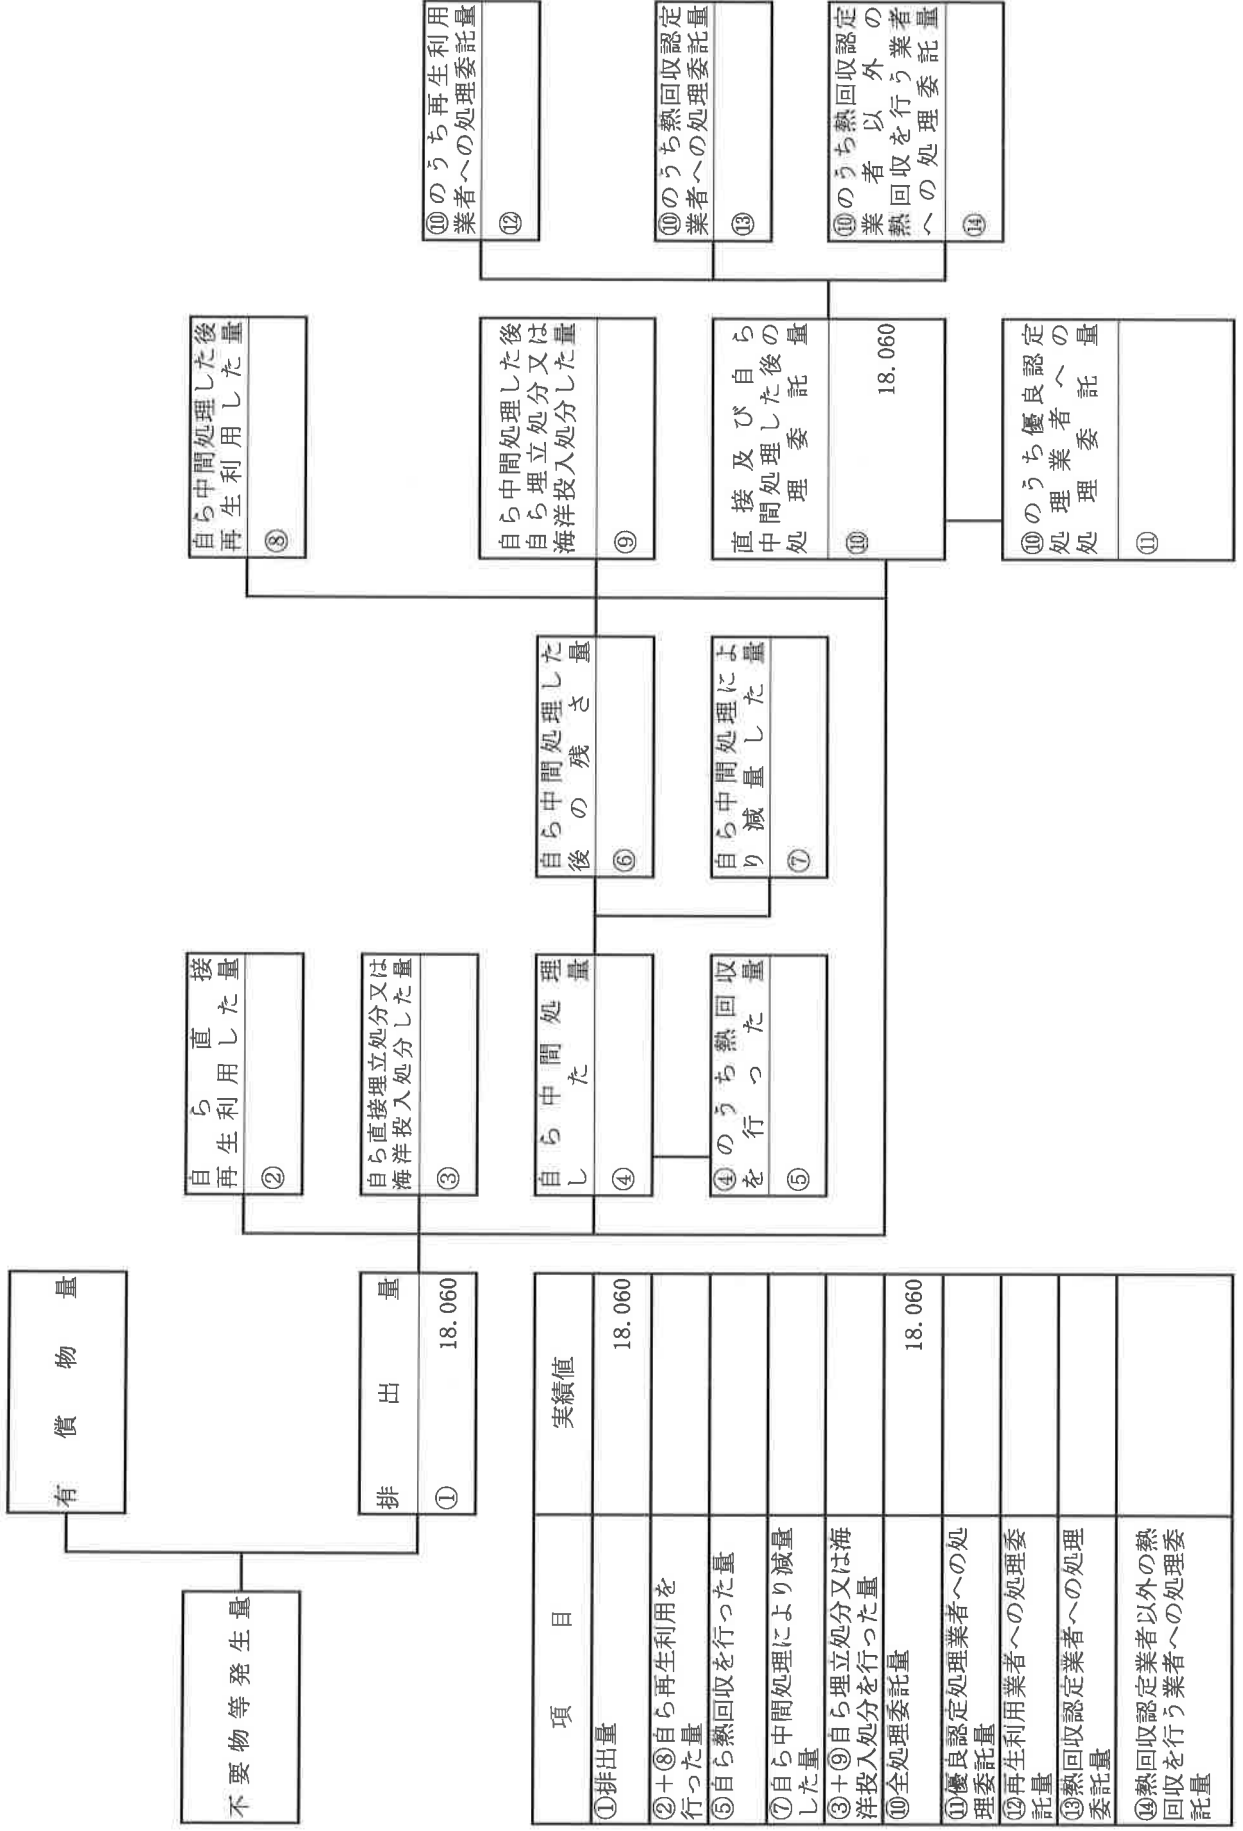 不要物等発生量
有償物量
排出量
① 18.060
自ら直接
再生利用した量
②
自ら直接埋立処分又は
海洋投入処分した量
③
自ら中間処理
した量
④
④のうち熱回収
を行った量
⑤
自ら中間処理した
後の残さ量
⑥
自ら中間処理によ
り減量した量
⑦
自ら中間処理した後
再生利用した量
⑧
自ら中間処理した後
自ら埋立処分又は
海洋投入処分した量
⑨
直接及び自ら
中間処理した後の
処理委託量
⑩ 18.060
⑩のうち優良認定
処理業者への
処理委託量
⑪
⑩のうち再生利用
業者への処理委託量
⑫
⑩のうち熱回収認定
業者への処理委託量
⑬
⑩のうち熱回収認定
業者以外の
熱回収を行う業者
への処理委託量
⑭
項目 実績値
①排出量 18.060
②+⑧自ら再生利用を
行った量
⑤自ら熱回収を行った量
⑦自ら中間処理により減量
した量
③+⑨自ら埋立処分又は海
洋投入処分を行った量
⑩全処理委託量 18.060
⑪優良認定処理業者への処
理委託量
⑫再生利用業者への処理委
託量
⑬熱回収認定業者への処理
委託量
⑭熱回収認定業者以外の熱
回収を行う業者への処理委
託量